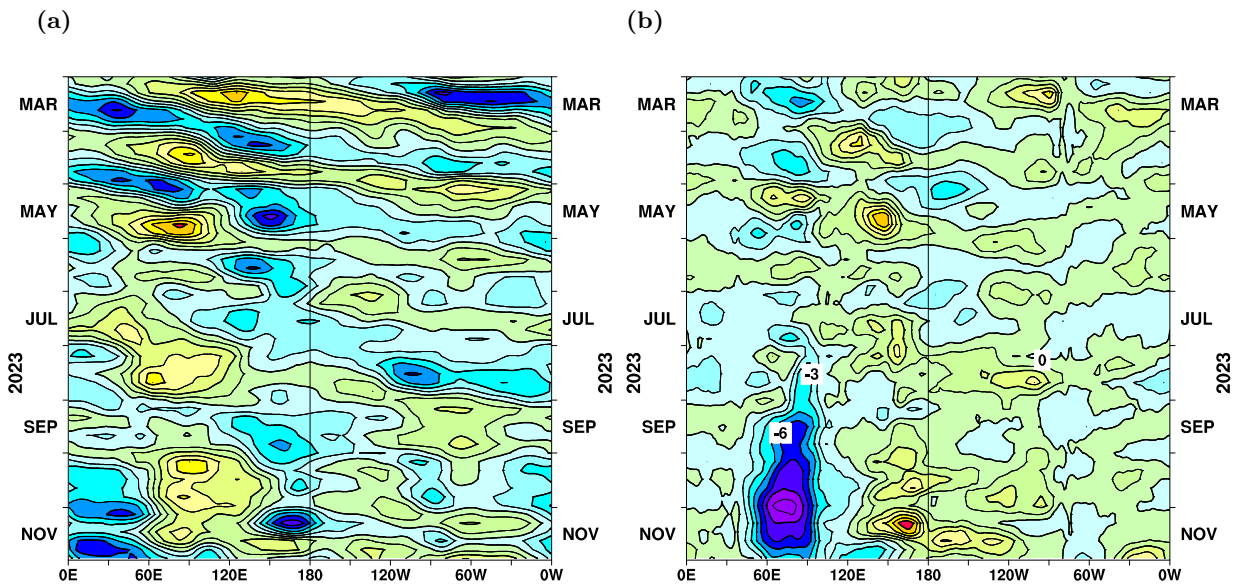 (a) (b)
MAR MAR MAR MAR
MAY MAY MAY MAY
JUL JUL JUL JUL
0
-3
2023 2023 2023 2023
SEP SEP SEP SEP
-6
NOV NOV NOV NOV
0E 60E 120E 180 120W 60W 0W 0E 60E 120E 180 120W 60W 0W